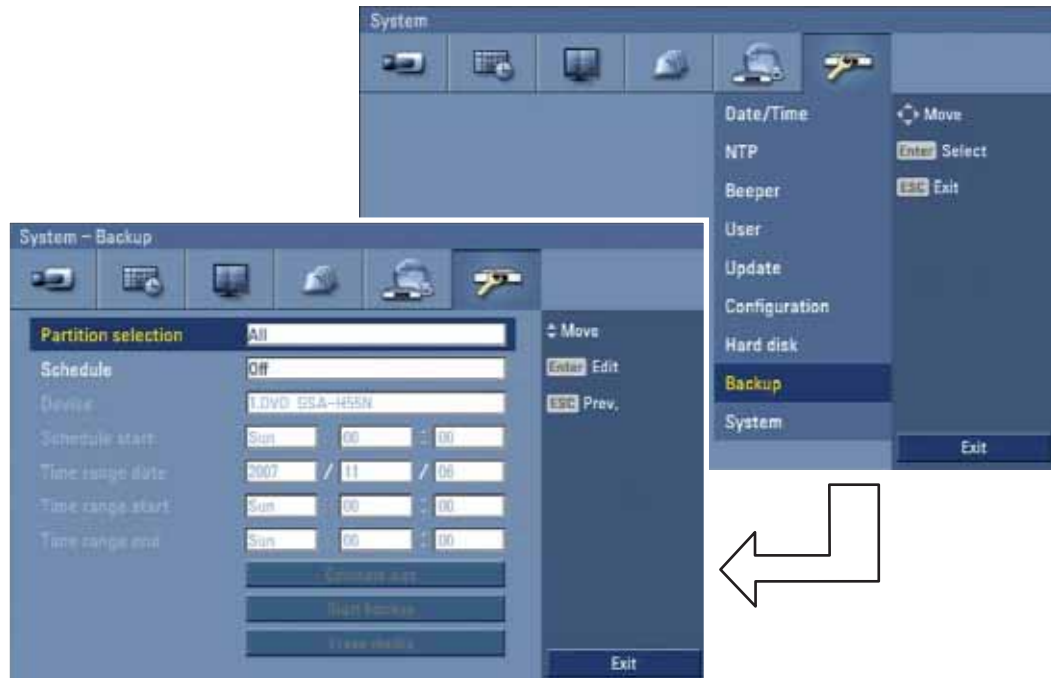 System
Date/Time
NTP
Beeper
User
Update
Configuration
Hard disk
Backup
System
Move
Enter Select
ESC Exit
Exit
System – Backup
Partition selection All
Schedule Off
Device 1.DVD GSA-H55N
Schedule start Sun 00 : 00
Time range date 2007 / 11 / 06
Time range start Sun 00 : 00
Time range end Sun 00 : 00
Start backup
Erase media
Move
Enter Edit
ESC Prev.
Exit